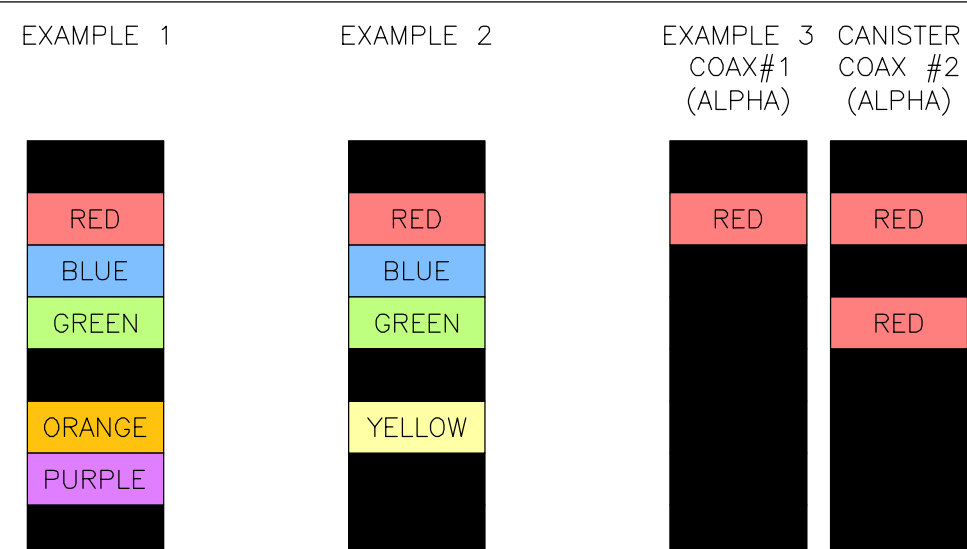 EXAMPLE 1
EXAMPLE 2
EXAMPLE 3
COAX#1
(ALPHA)
CANISTER
COAX #2
(ALPHA)
RED
BLUE
GREEN
ORANGE
PURPLE
RED
BLUE
GREEN
YELLOW
RED
RED
RED